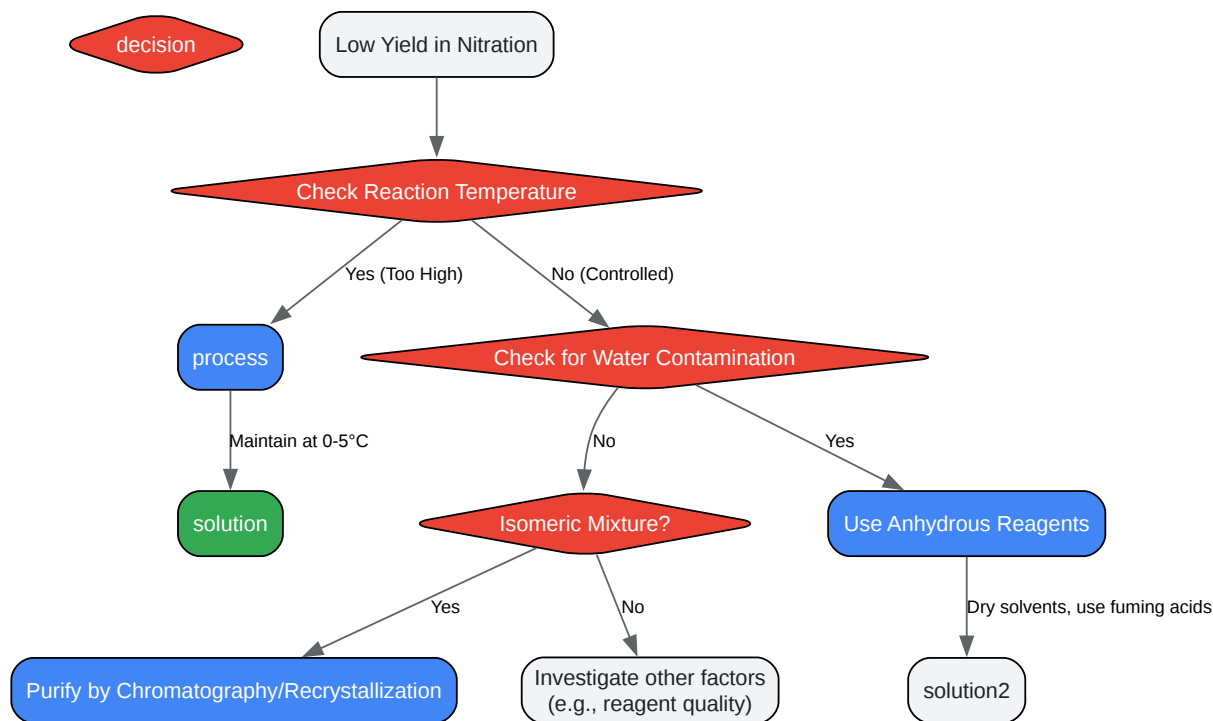 decision
Low Yield in Nitration
Check Reaction Temperature
Yes (Too High)
No (Controlled)
process
Check for Water Contamination
Maintain at 0-5°C
No
Yes
solution
Isomeric Mixture?
Use Anhydrous Reagents
Yes
No
Dry solvents, use fuming acids
Purify by Chromatography/Recrystallization
Investigate other factors
(e.g., reagent quality)
solution2